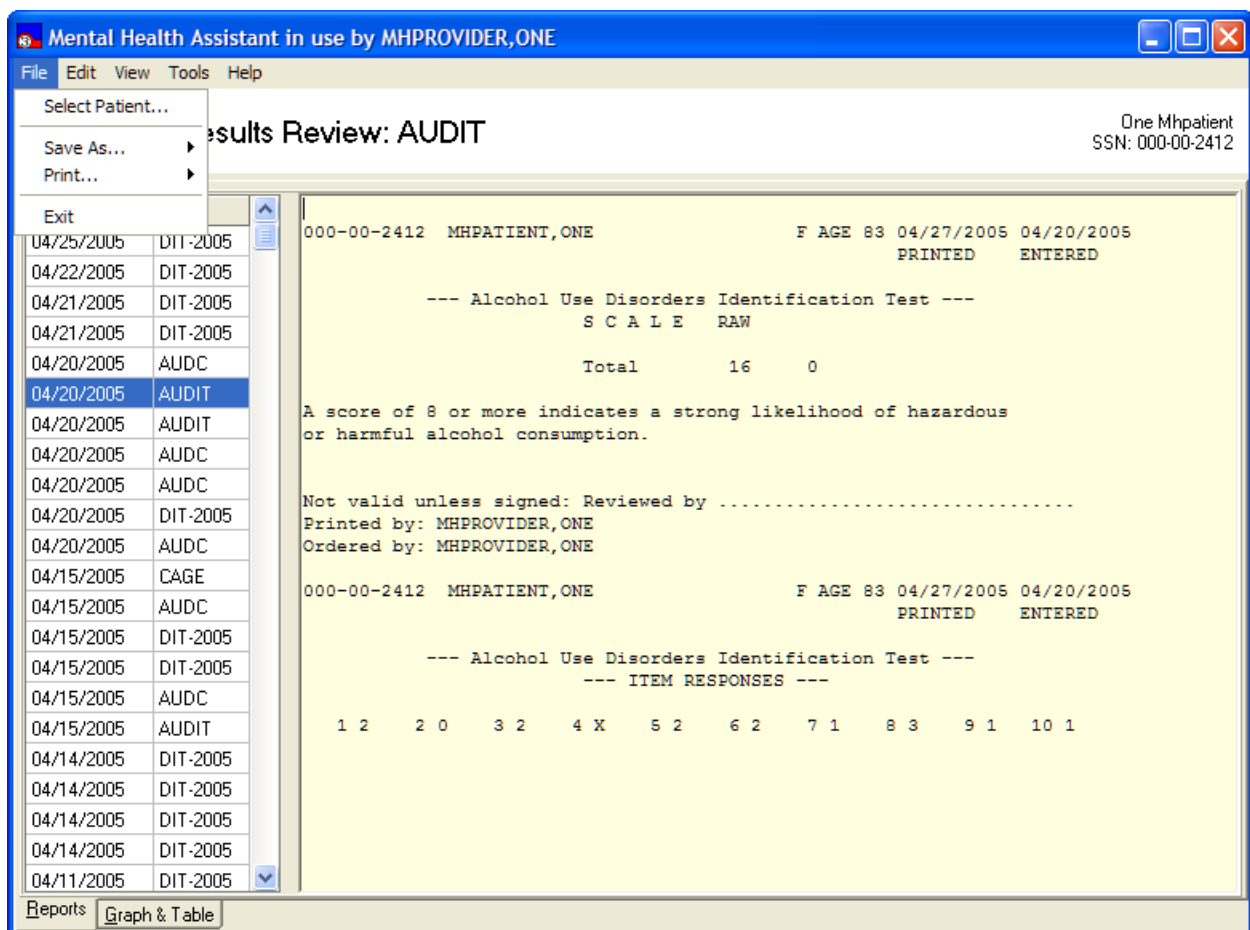 Mental Health Assistant in use by MHPROVIDER,ONE
File Edit View Tools Help
Select Patient...
Save As...
Print...
Exit
Results Review: AUDIT
One Mhpatient
SSN: 000-00-2412
04/25/2005 DIT-2005
04/22/2005 DIT-2005
04/21/2005 DIT-2005
04/21/2005 DIT-2005
04/20/2005 AUDC
04/20/2005 AUDIT
04/20/2005 AUDIT
04/20/2005 AUDC
04/20/2005 AUDC
04/20/2005 DIT-2005
04/20/2005 AUDC
04/15/2005 CAGE
04/15/2005 AUDC
04/15/2005 DIT-2005
04/15/2005 DIT-2005
04/15/2005 AUDC
04/15/2005 AUDIT
04/14/2005 DIT-2005
04/14/2005 DIT-2005
04/14/2005 DIT-2005
04/14/2005 DIT-2005
04/11/2005 DIT-2005
000-00-2412 MHPATIENT,ONE F AGE 83 04/27/2005 04/20/2005
PRINTED ENTERED
--- Alcohol Use Disorders Identification Test ---
S C A L E RAW
Total 16 0
A score of 8 or more indicates a strong likelihood of hazardous
or harmful alcohol consumption.
Not valid unless signed: Reviewed by ................................
Printed by: MHPROVIDER,ONE
Ordered by: MHPROVIDER,ONE
000-00-2412 MHPATIENT,ONE F AGE 83 04/27/2005 04/20/2005
PRINTED ENTERED
--- Alcohol Use Disorders Identification Test ---
--- ITEM RESPONSES ---
1 2 2 0 3 2 4 X 5 2 6 2 7 1 8 3 9 1 10 1
Reports Graph & Table